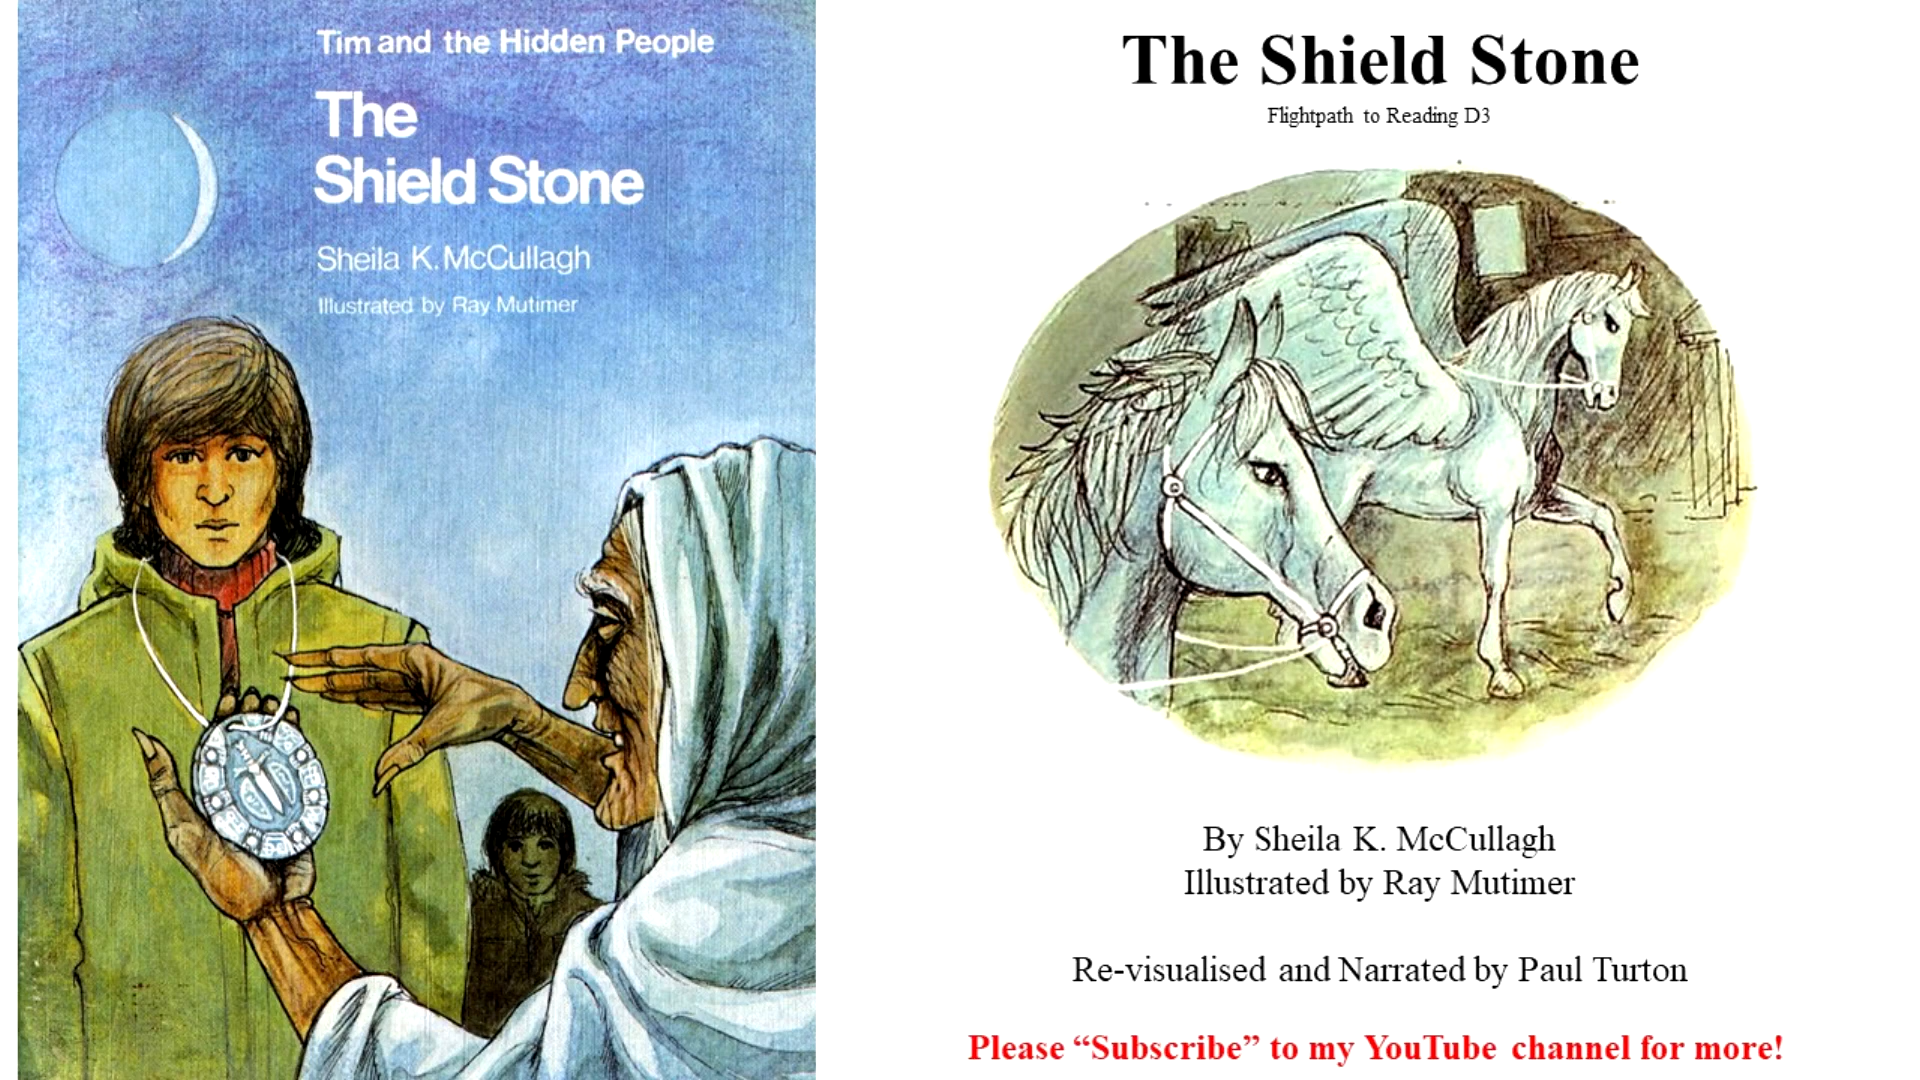 Tim and the Hidden People
The
Shield Stone
Sheila K. McCullagh
Illustrated by Ray Mutimer
The Shield Stone
Flightpath to Reading D3
By Sheila K. McCullagh
Illustrated by Ray Mutimer
Re-visualised and Narrated by Paul Turton
Please “Subscribe” to my YouTube channel for more!